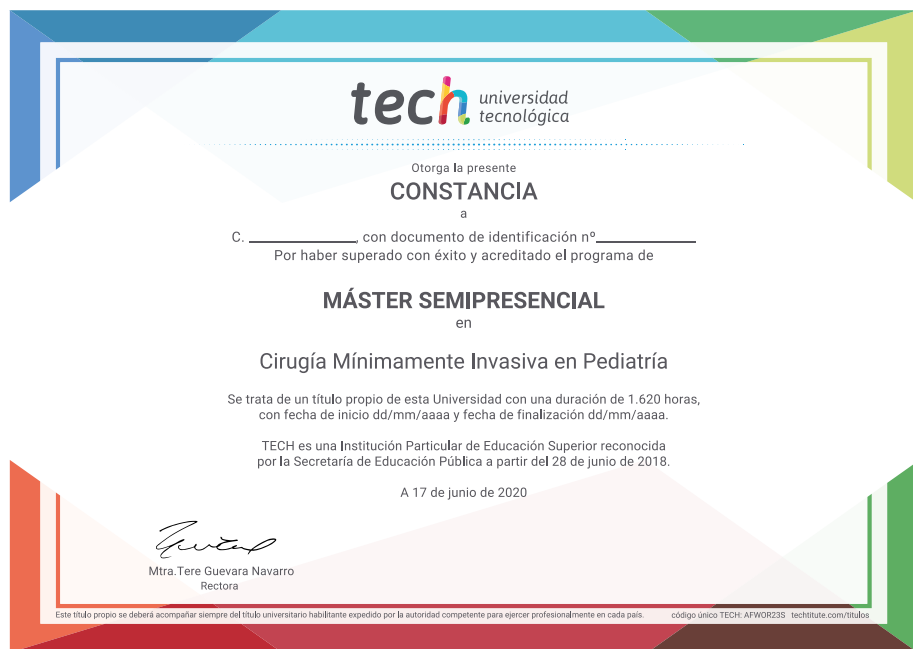 tech universidad
tecnológica
Otorga la presente
CONSTANCIA
a
C. ____________, con documento de identificación nº___________
Por haber superado con éxito y acreditado el programa de
MÁSTER SEMIPRESENCIAL
en
Cirugía Mínimamente Invasiva en Pediatría
Se trata de un título propio de esta Universidad con una duración de 1.620 horas,
con fecha de inicio dd/mm/aaaa y fecha de finalización dd/mm/aaaa.
TECH es una Institución Particular de Educación Superior reconocida
por la Secretaría de Educación Pública a partir del 28 de junio de 2018.
A 17 de junio de 2020
Mtra.Tere Guevara Navarro
Rectora
Este título propio se deberá acompañar siempre del título universitario habilitante expedido por la autoridad competente para ejercer profesionalmente en cada país. código único TECH: AFWOR23S techtitute.com/titulos